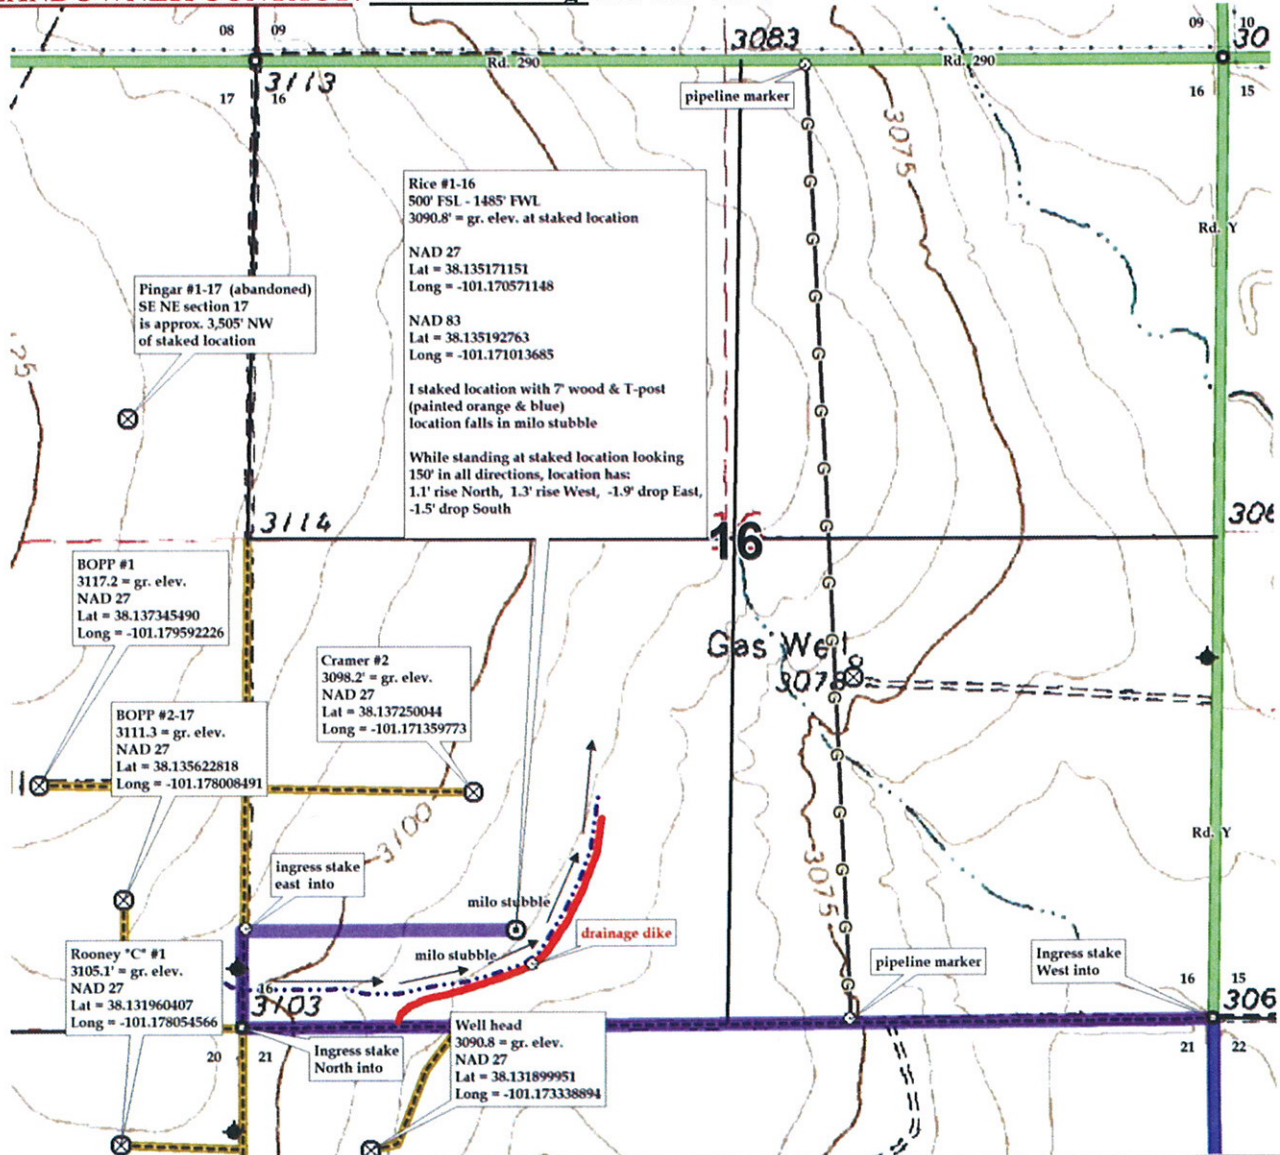 08 09
09 10
3083
30
Rd. 290
Rd. 290
3113
17 16
16 15
pipeline marker
3075
Rice #1-16
500' FSL - 1485' FWL
3090.8' = gr. elev. at staked location
NAD 27
Lat = 38.135171151
Long = -101.170571148
NAD 83
Lat = 38.135192763
Long = -101.171013685
I staked location with 7' wood & T-post
(painted orange & blue)
location falls in milo stubble
While standing at staked location looking
150' in all directions, location has:
1.1' rise North, 1.3' rise West, -1.9' drop East,
-1.5' drop South
Rd. Y
Pingar #1-17 (abandoned)
SE NE section 17
is approx. 3,505' NW
of staked location
25
3114
16
306
BOPP #1
3117.2 = gr. elev.
NAD 27
Lat = 38.137345490
Long = -101.179592226
Cramer #2
3098.2' = gr. elev.
NAD 27
Lat = 38.137250044
Long = -101.171359773
Gas Well
3078
BOPP #2-17
3111.3 = gr. elev.
NAD 27
Lat = 38.135622818
Long = -101.178008491
3100
Rd. Y
3075
ingress stake
east into
milo stubble
drainage dike
milo stubble
pipeline marker
Ingress stake
West into
Rooney "C" #1
3105.1' = gr. elev.
NAD 27
Lat = 38.131960407
Long = -101.178054566
16
3103
16 15
306
20 21
Ingress stake
North into
Well head
3090.8 = gr. elev.
NAD 27
Lat = 38.131899951
Long = -101.173338894
21 22